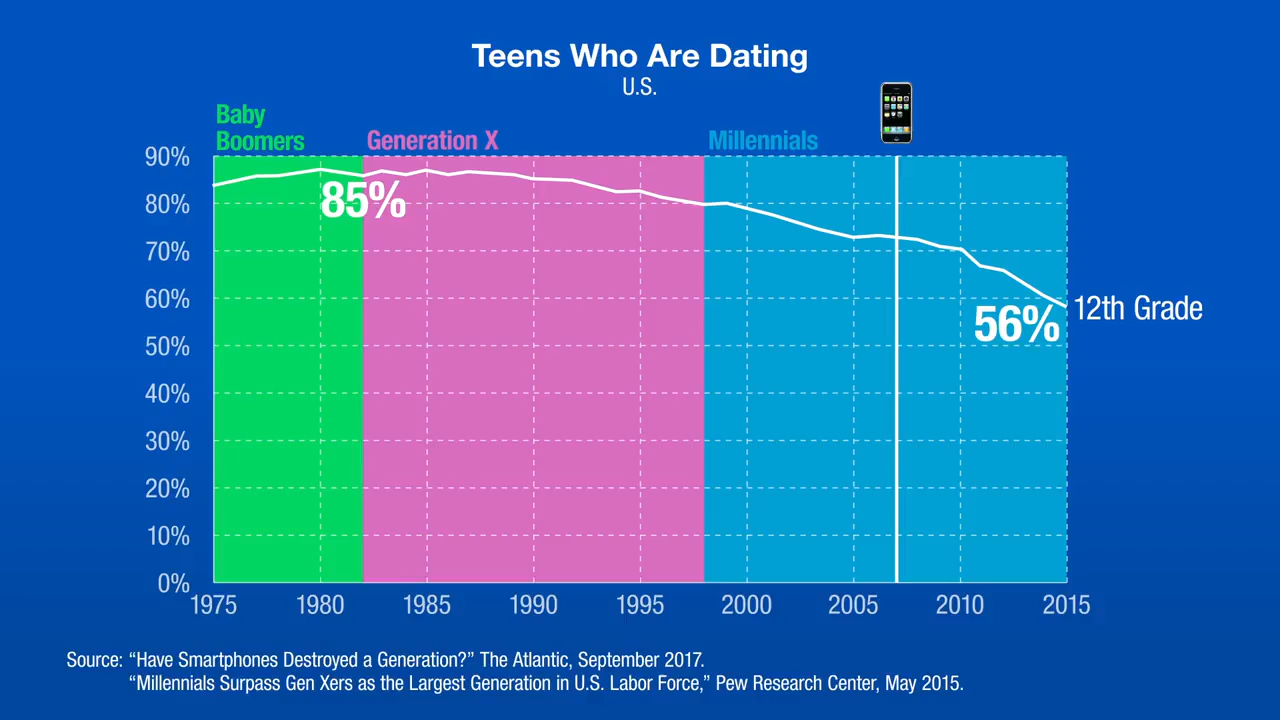 Teens Who Are Dating
U.S.
Baby
Boomers
Generation X
Millennials
90%
80%
70%
60%
50%
40%
30%
20%
10%
0%
85%
56%
12th Grade
1975 1980 1985 1990 1995 2000 2005 2010 2015
Source: “Have Smartphones Destroyed a Generation?” The Atlantic, September 2017.
“Millennials Surpass Gen Xers as the Largest Generation in U.S. Labor Force,” Pew Research Center, May 2015.